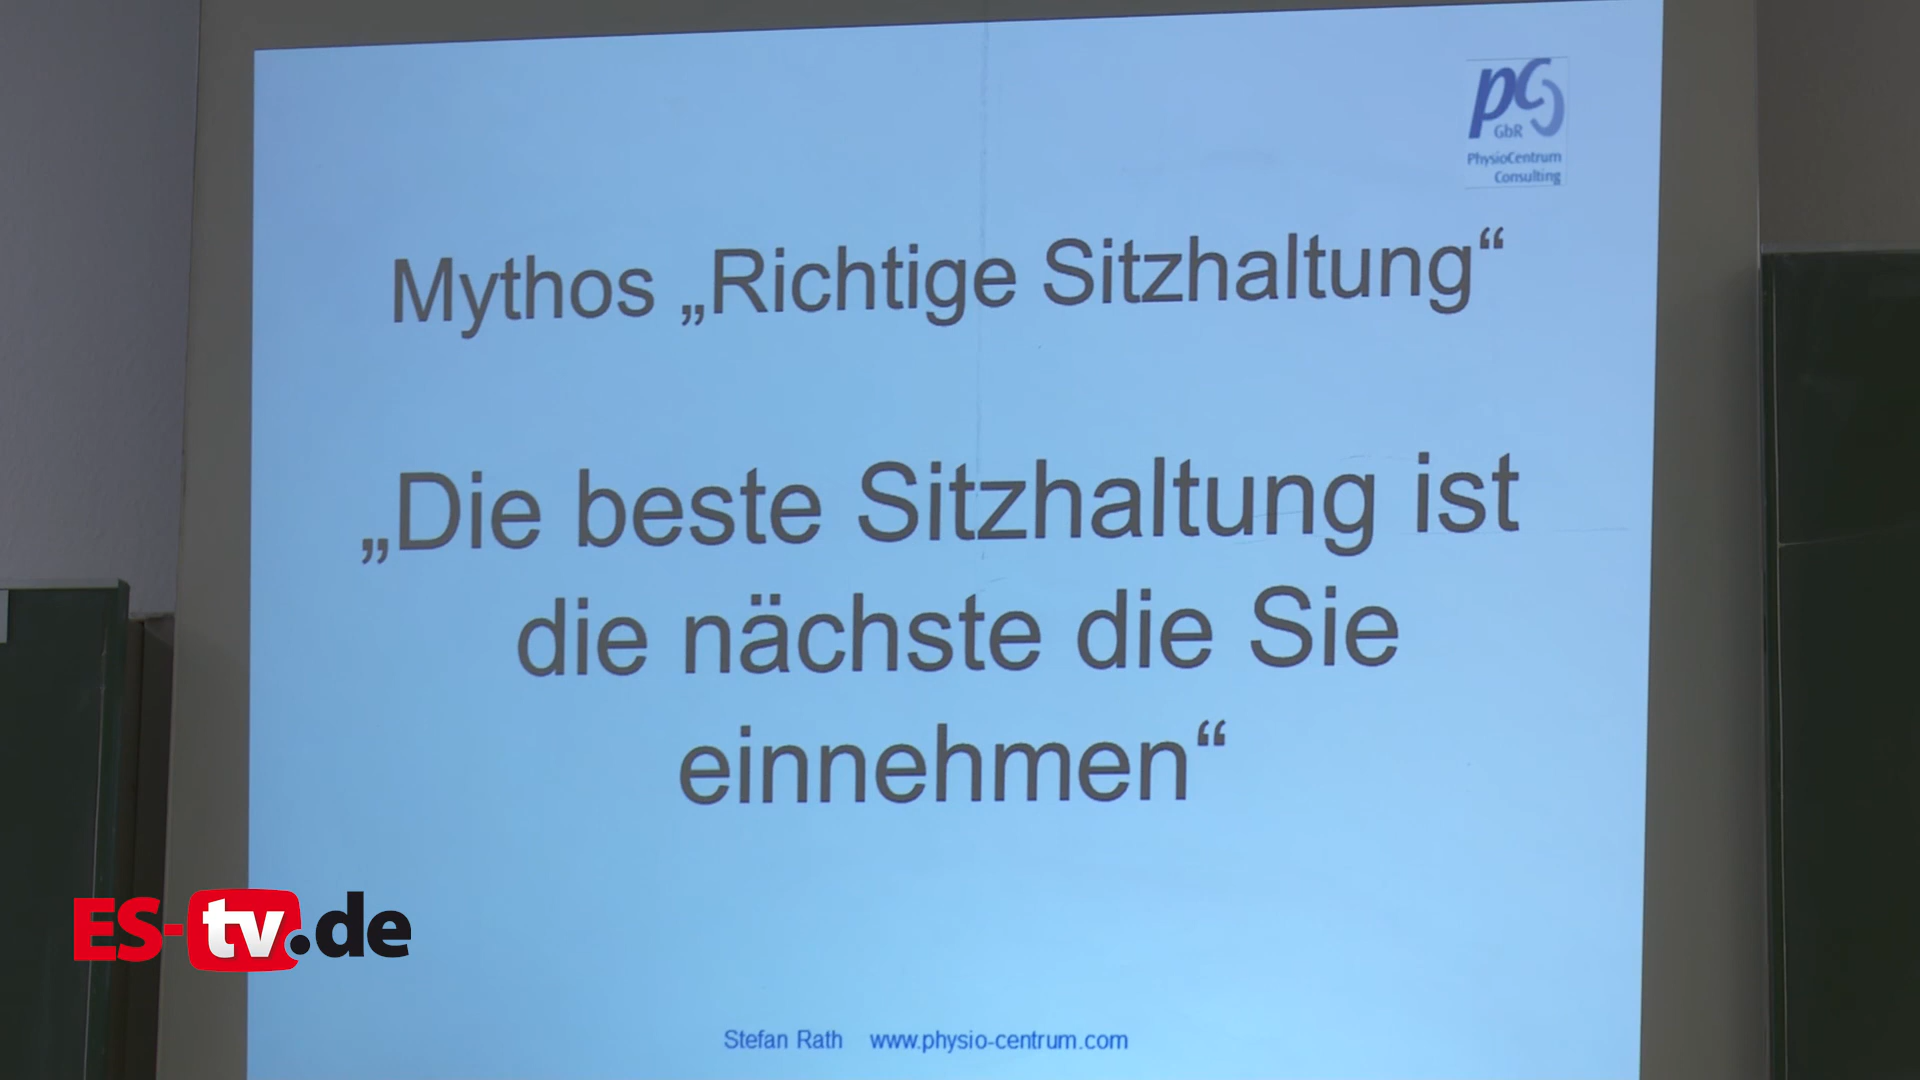 pc
GbR
PhysioCentrum
Consulting
Mythos „Richtige Sitzhaltung“
„Die beste Sitzhaltung ist
die nächste die Sie
einnehmen“
ES-tv.de
Stefan Rath www.physio-centrum.com